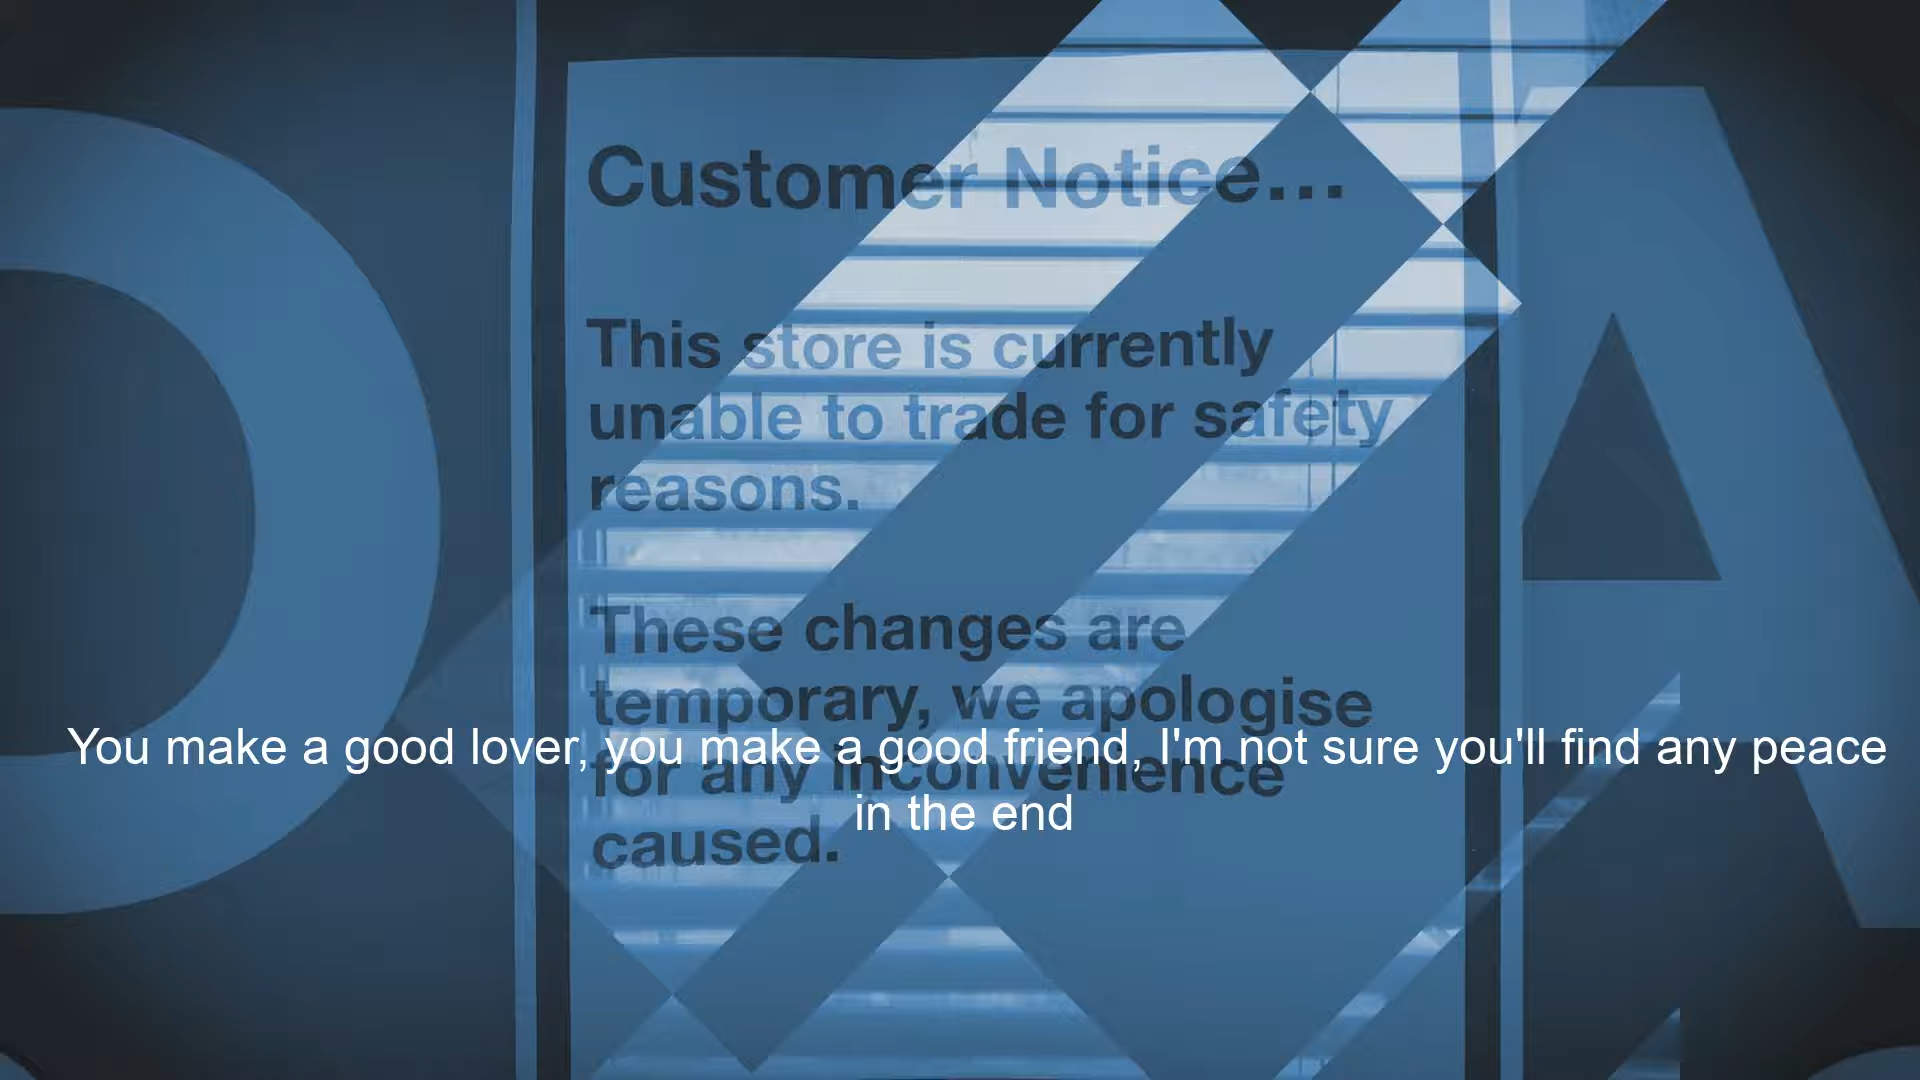 Customer Notice...
This store is currently
unable to trade for safety
reasons.
These changes are
temporary, we apologise
for any inconvenience
caused.
You make a good lover, you make a good friend, I'm not sure you'll find any peace
in the end